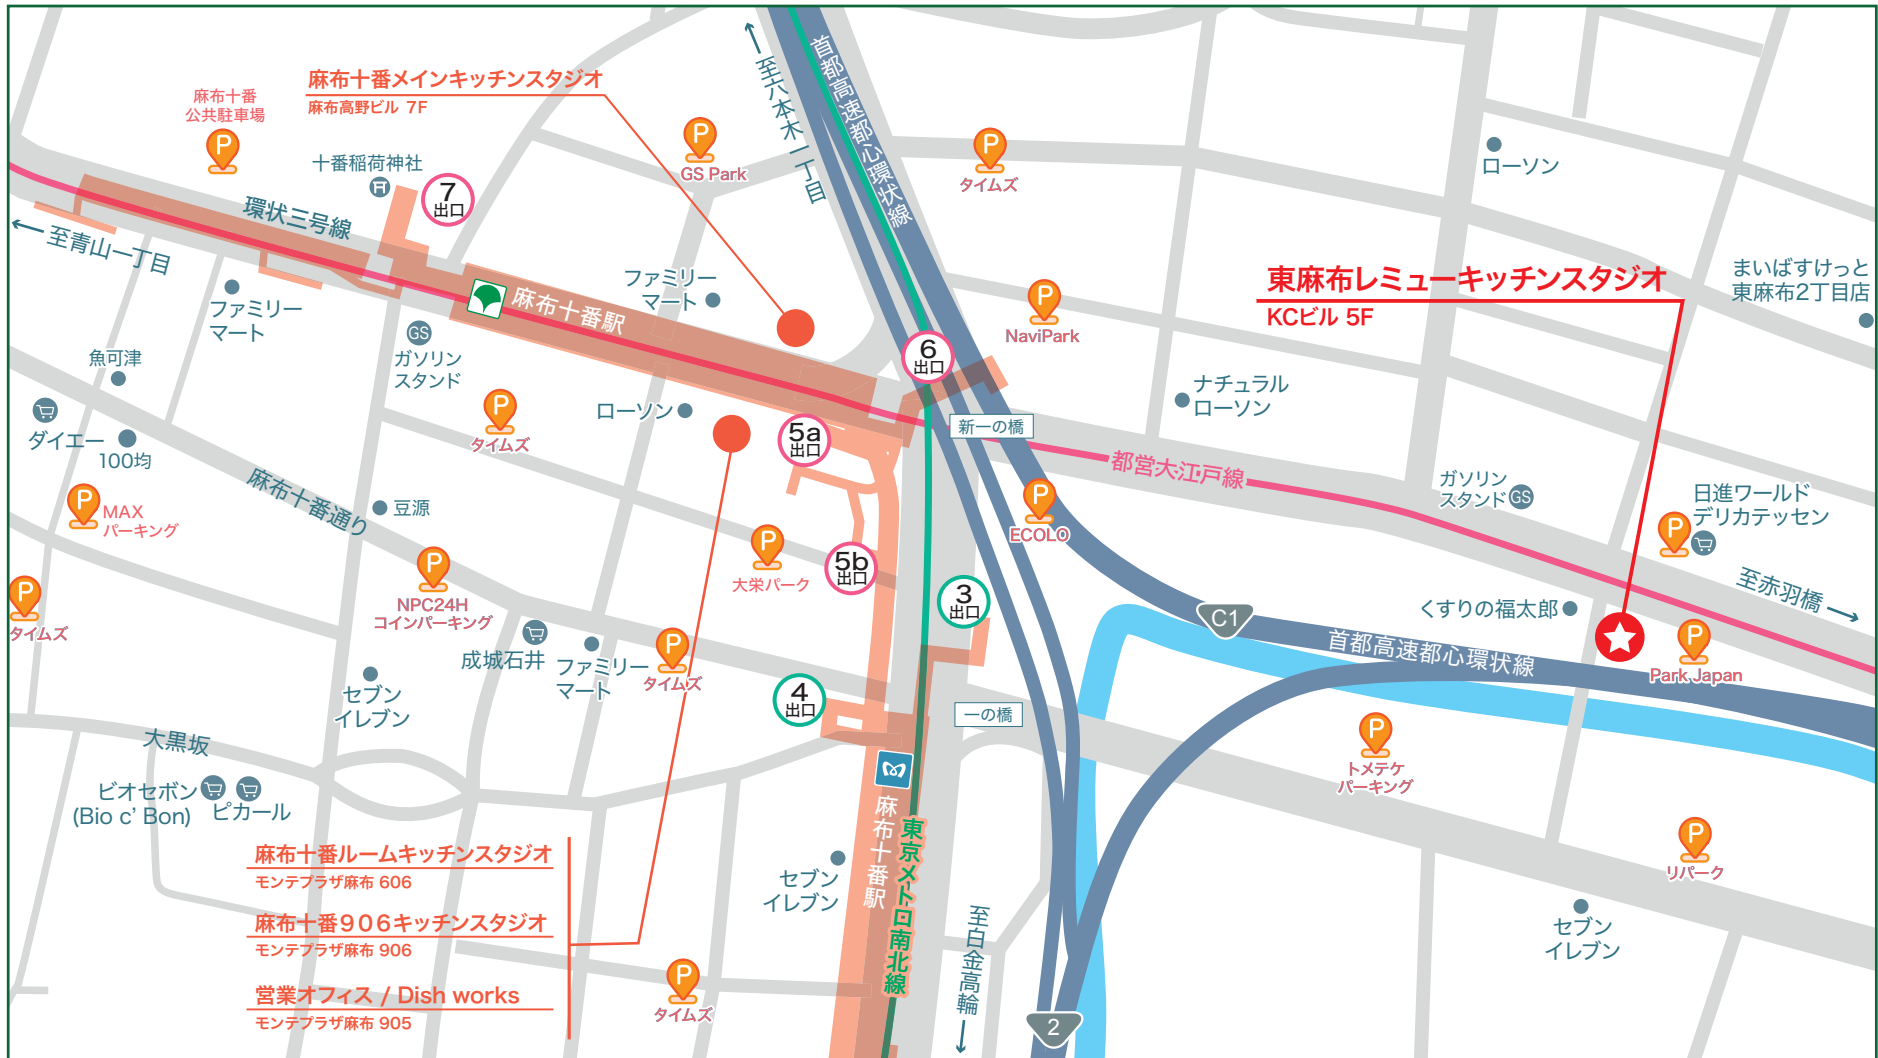 麻布十番メインキッチンスタジオ
麻布高野ビル 7F
麻布十番
公共駐車場
P
十番稲荷神社
7
出口
P
GS Park
至六本木一丁目
首都高速都心環状線
P
タイムズ
ローソン
環状三号線
至青山一丁目
ファミリー
マート
麻布十番駅
ファミリー
マート
GS
ガソリン
スタンド
魚可津
ダイエー
100均
P
タイムズ
ローソン
5a
出口
6
出口
新一の橋
P
NaviPark
ナチュラル
ローソン
東麻布レミューキッチンスタジオ
KCビル 5F
まいばすけっと
東麻布2丁目店
都営大江戸線
ガソリン
スタンド
GS
P
日進ワールド
デリカテッセン
至赤羽橋
P
MAX
パーキング
麻布十番通り
豆源
P
タイムズ
P
NPC24H
コインパーキング
P
大栄パーク
5b
出口
3
出口
P
ECOLO
C1
首都高速都心環状線
くすりの福太郎
P
Park Japan
成城石井
ファミリー
マート
P
タイムズ
セブン
イレブン
4
出口
一の橋
P
トメテケ
パーキング
大黒坂
ビオセボン
(Bio c' Bon)
ピカール
麻布十番駅
東京メトロ南北線
セブン
イレブン
至白金高輪
P
リパーク
セブン
イレブン
麻布十番ルームキッチンスタジオ
モンテプラザ麻布 606
麻布十番906キッチンスタジオ
モンテプラザ麻布 906
営業オフィス / Dish works
モンテプラザ麻布 905
P
タイムズ
2